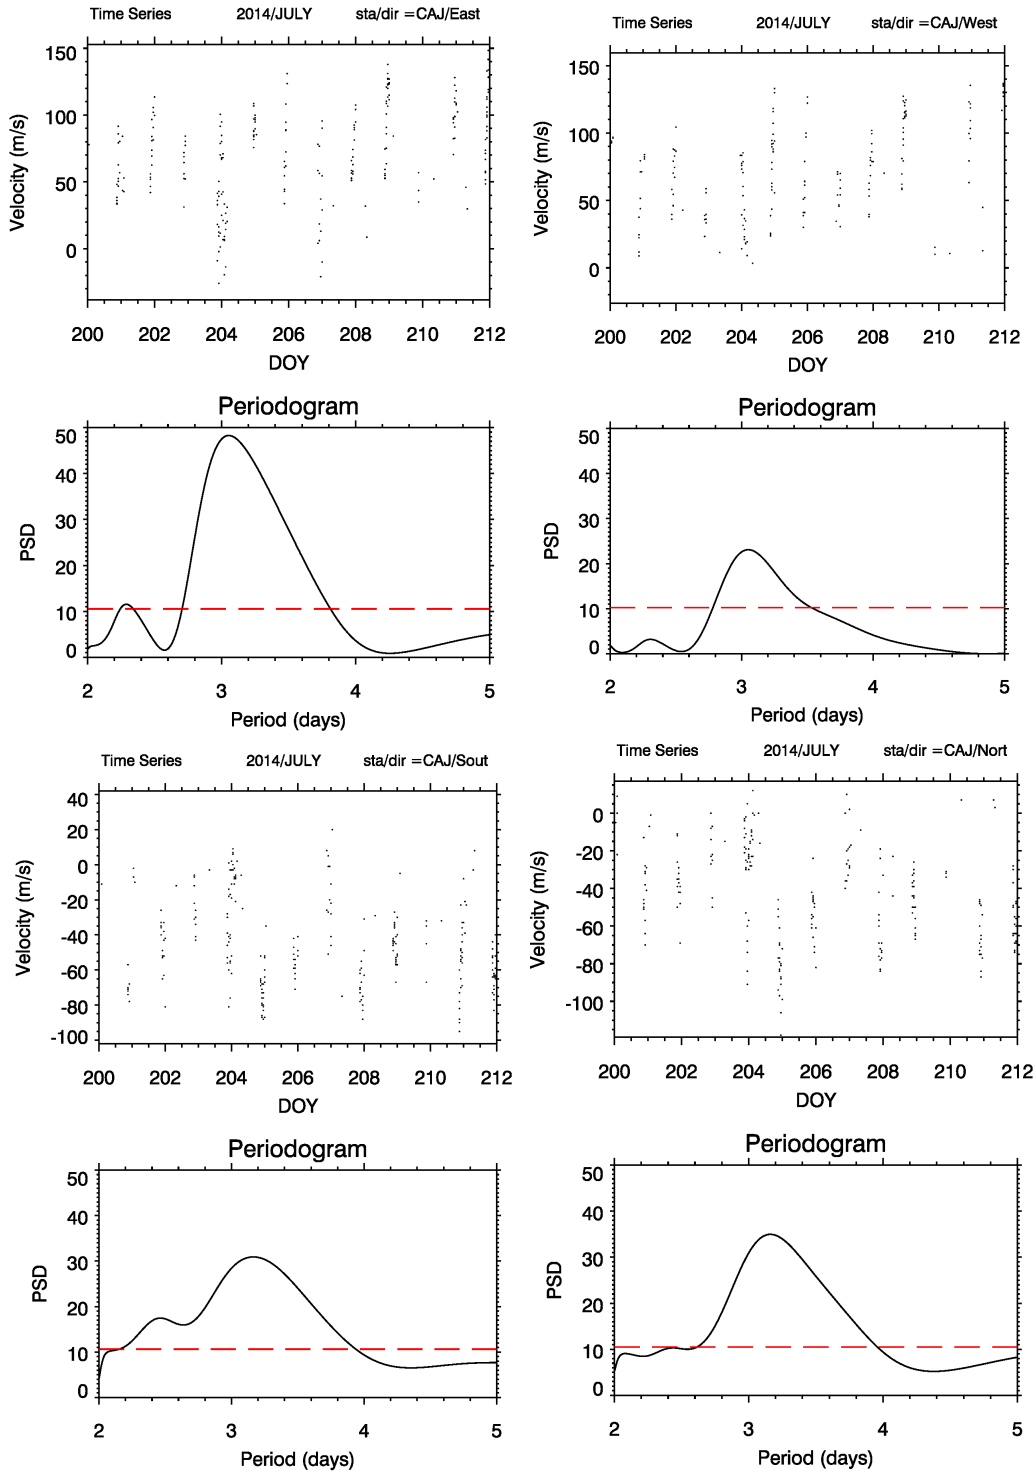 Time Series 2014/JULY sta/dir =CAJ/East
150
100
50
0
Velocity (m/s)
200 202 204 206 208 210 212
DOY
Periodogram
50
40
30
20
10
0
PSD
2 3 4 5
Period (days)
Time Series 2014/JULY sta/dir =CAJ/West
150
100
50
0
Velocity (m/s)
200 202 204 206 208 210 212
DOY
Periodogram
50
40
30
20
10
0
PSD
2 3 4 5
Period (days)
Time Series 2014/JULY sta/dir =CAJ/Sout
40
20
0
-20
-40
-60
-80
-100
Velocity (m/s)
200 202 204 206 208 210 212
DOY
Periodogram
50
40
30
20
10
0
PSD
2 3 4 5
Period (days)
Time Series 2014/JULY sta/dir =CAJ/Nort
0
-20
-40
-60
-80
-100
Velocity (m/s)
200 202 204 206 208 210 212
DOY
Periodogram
50
40
30
20
10
0
PSD
2 3 4 5
Period (days)